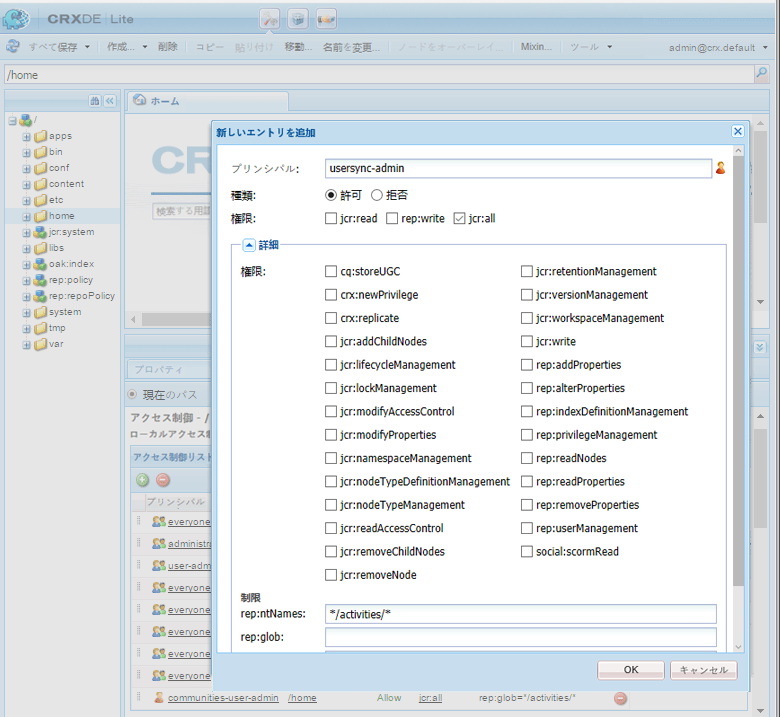 CRXDE | Lite
すべて保存 作成... 削除 コピー 貼り付け 移動... 名前を変更... ノードをオーバーレイ... Mixin... ツール admin@crx.default
/home
/
apps
bin
conf
content
etc
home
jcr:system
libs
oak:index
rep:policy
rep:repoPolicy
system
tmp
var
ホーム
CR
検索する用語
プロパティ
現在のパス
アクセス制御 - /
ローカルアクセス制
アクセス制御リスト
プリンシパル
everyone
administr
user-adm
everyone
everyone
everyone
everyone
everyone
communities-user-admin /home Allow jcr:all rep:glob="/activities/*
新しいエントリを追加
プリンシパル: usersync-admin
種類: 許可 拒否
権限: jcr:read rep:write jcr:all
詳細
権限: cq:storeUGC jcr:retentionManagement
crx:newPrivilege jcr:versionManagement
crx:replicate jcr:workspaceManagement
jcr:addChildNodes jcr:write
jcr:lifecycleManagement rep:addProperties
jcr:lockManagement rep:alterProperties
jcr:modifyAccessControl rep:indexDefinitionManagement
jcr:modifyProperties rep:privilegeManagement
jcr:namespaceManagement rep:readNodes
jcr:nodeTypeDefinitionManagement rep:readProperties
jcr:nodeTypeManagement rep:removeProperties
jcr:readAccessControl rep:userManagement
jcr:removeChildNodes social:scormRead
jcr:removeNode
制限
rep:ntNames: */activities/*
rep:glob:
OK キャンセル